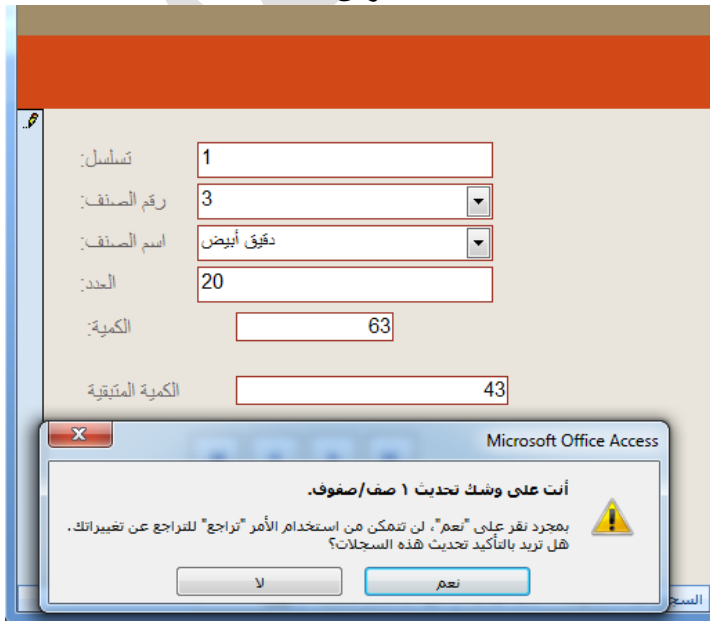 تسلسل: 1
رقم الصنف: 3
اسم الصنف: دقيق أبيض
العدد: 20
الكمية: 63
الكمية المتبقية 43
Microsoft Office Access
أنت على وشك تحديث ١ صف/صفوف.
بمجرد نقر على "نعم"، لن تتمكن من استخدام الأمر "تراجع" للتراجع عن تغييراتك.
هل تريد بالتأكيد تحديث هذه السجلات؟
نعم
لا